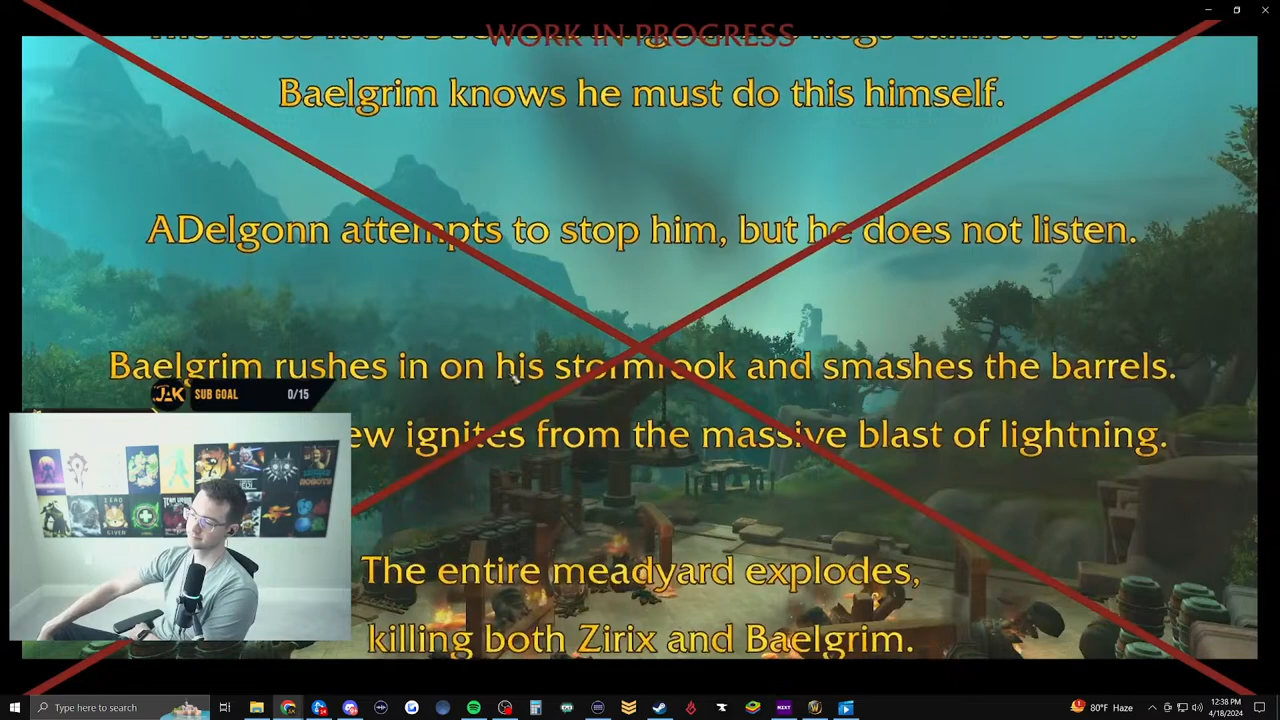 WORK IN PROGRESS
Baelgrim knows he must do this himself.
ADelgonn attempts to stop him, but he does not listen.
Baelgrim rushes in on his stormrook and smashes the barrels.
JAK SUB GOAL 0/15
ew ignites from the massive blast of lightning.
The entire meadyard explodes,
killing both Zirix and Baelgrim.
Type here to search
NEXT
80°F Haze
12:38 PM
4/18/2024